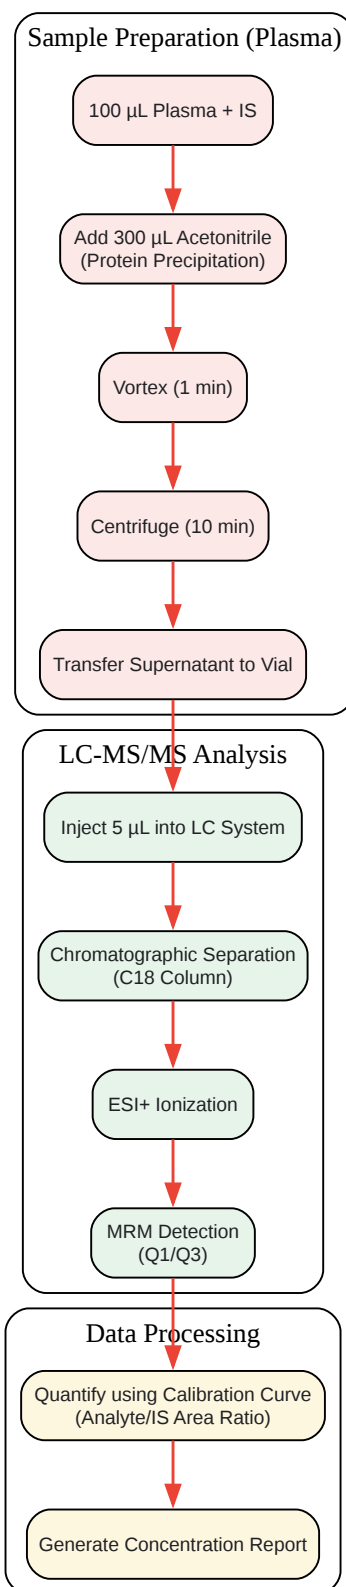 Sample Preparation (Plasma)
100 µL Plasma + IS
Add 300 µL Acetonitrile
(Protein Precipitation)
Vortex (1 min)
Centrifuge (10 min)
Transfer Supernatant to Vial
LC-MS/MS Analysis
Inject 5 µL into LC System
Chromatographic Separation
(C18 Column)
ESI+ Ionization
MRM Detection
(Q1/Q3)
Data Processing
Quantify using Calibration Curve
(Analyte/IS Area Ratio)
Generate Concentration Report